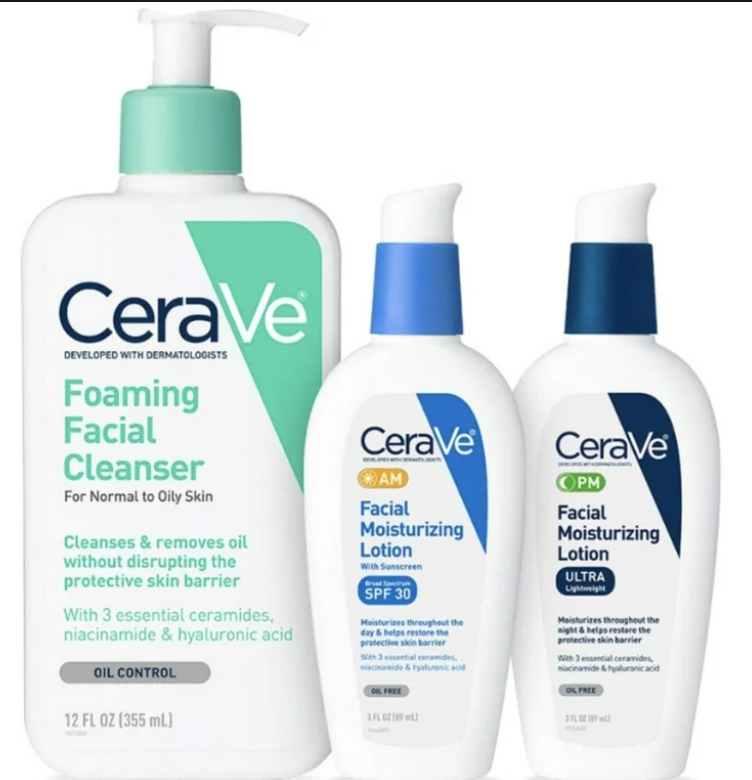 CeraVe®
DEVELOPED WITH DERMATOLOGISTS
Foaming
Facial
Cleanser
For Normal to Oily Skin
Cleanses & removes oil
without disrupting the
protective skin barrier
With 3 essential ceramides,
niacinamide & hyaluronic acid
OIL CONTROL
12 FL OZ (355 mL)
CeraVe®
DEVELOPED WITH DERMATOLOGISTS
AM
Facial
Moisturizing
Lotion
With Sunscreen
Broad Spectrum
SPF 30
Moisturizes throughout the
day & helps restore the
protective skin barrier
With 3 essential ceramides,
niacinamide & hyaluronic acid
OIL FREE
3 FL OZ (89 mL)
CeraVe®
DEVELOPED WITH DERMATOLOGISTS
PM
Facial
Moisturizing
Lotion
ULTRA
Lightweight
Moisturizes throughout the
night & helps restore the
protective skin barrier
With 3 essential ceramides,
niacinamide & hyaluronic acid
OIL FREE
3 FL OZ (89 mL)